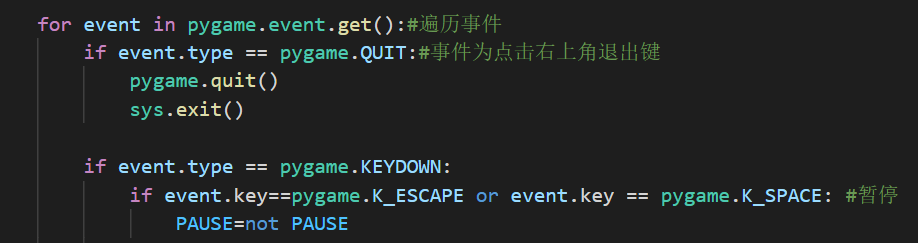 for event in pygame.event.get():#遍历事件
if event.type == pygame.QUIT:#事件为点击右上角退出键
pygame.quit()
sys.exit()
if event.type == pygame.KEYDOWN:
if event.key==pygame.K_ESCAPE or event.key == pygame.K_SPACE: #暂停
PAUSE=not PAUSE